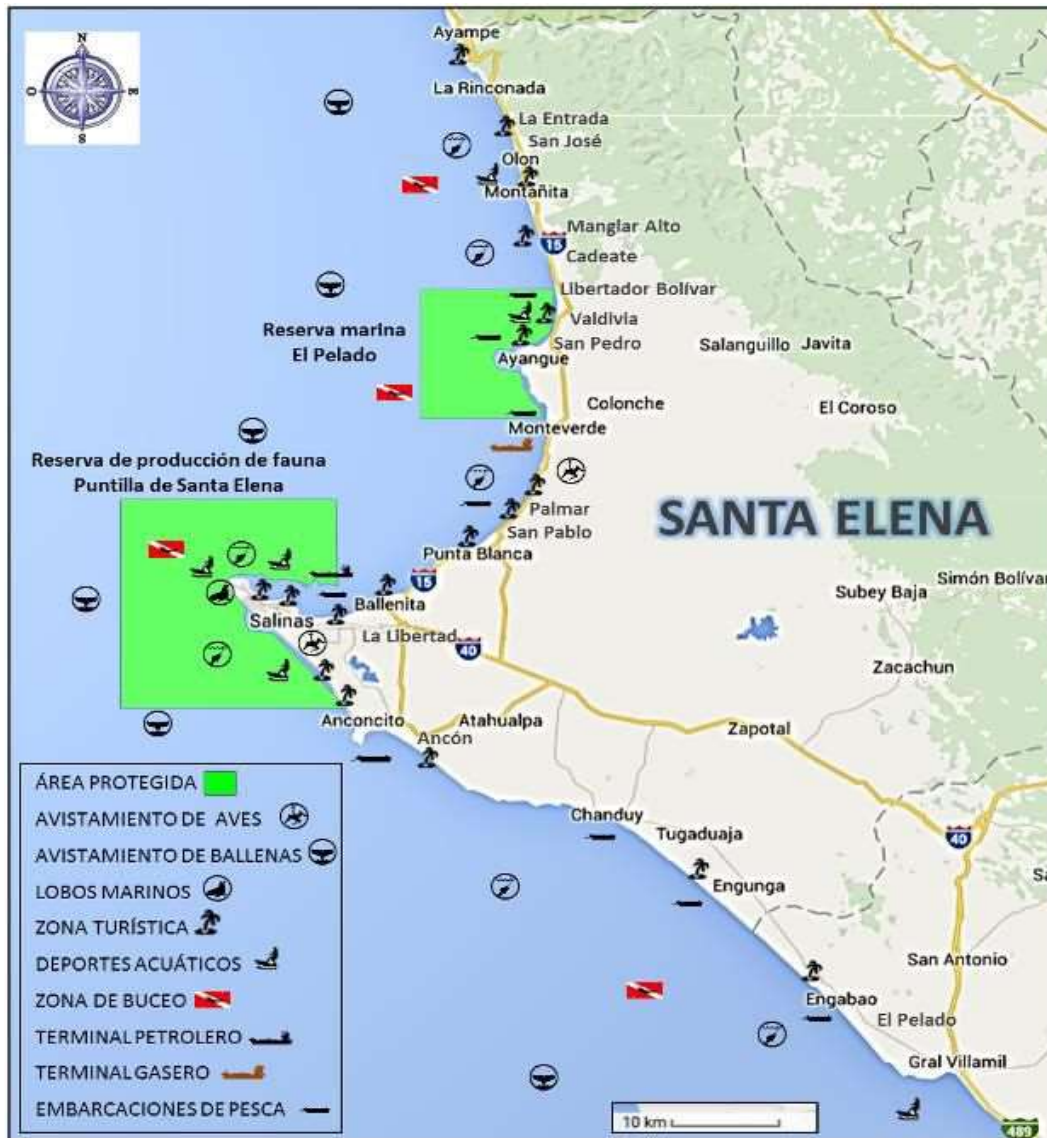 N
O
E
S
Ayampe
La Rinconada
La Entrada
San José
Olon
Montañita
Manglar Alto
15
Cadeate
Libertador Bolívar
Reserva marina
El Pelado
Valdivia
San Pedro
Ayangue
Salanguillo
Javita
Colonche
El Coroso
Monteverde
Reserva de producción de fauna
Puntilla de Santa Elena
Palmar
SANTA ELENA
San Pablo
Punta Blanca
15
Ballenita
Subey Baja
Simón Bolívar
Salinas
La Libertad
40
Zacachun
Anconcito
Atahualpa
Zapotal
Ancón
Chanduy
Tugaduaja
40
Engunga
San Antonio
Engabao
El Pelado
Gral Villamil
489
ÁREA PROTEGIDA
AVISTAMIENTO DE AVES
AVISTAMIENTO DE BALLENAS
LOBOS MARINOS
ZONA TURÍSTICA
DEPORTES ACUÁTICOS
ZONA DE BUCEO
TERMINAL PETROLERO
TERMINAL GASERO
EMBARCACIONES DE PESCA
10 km